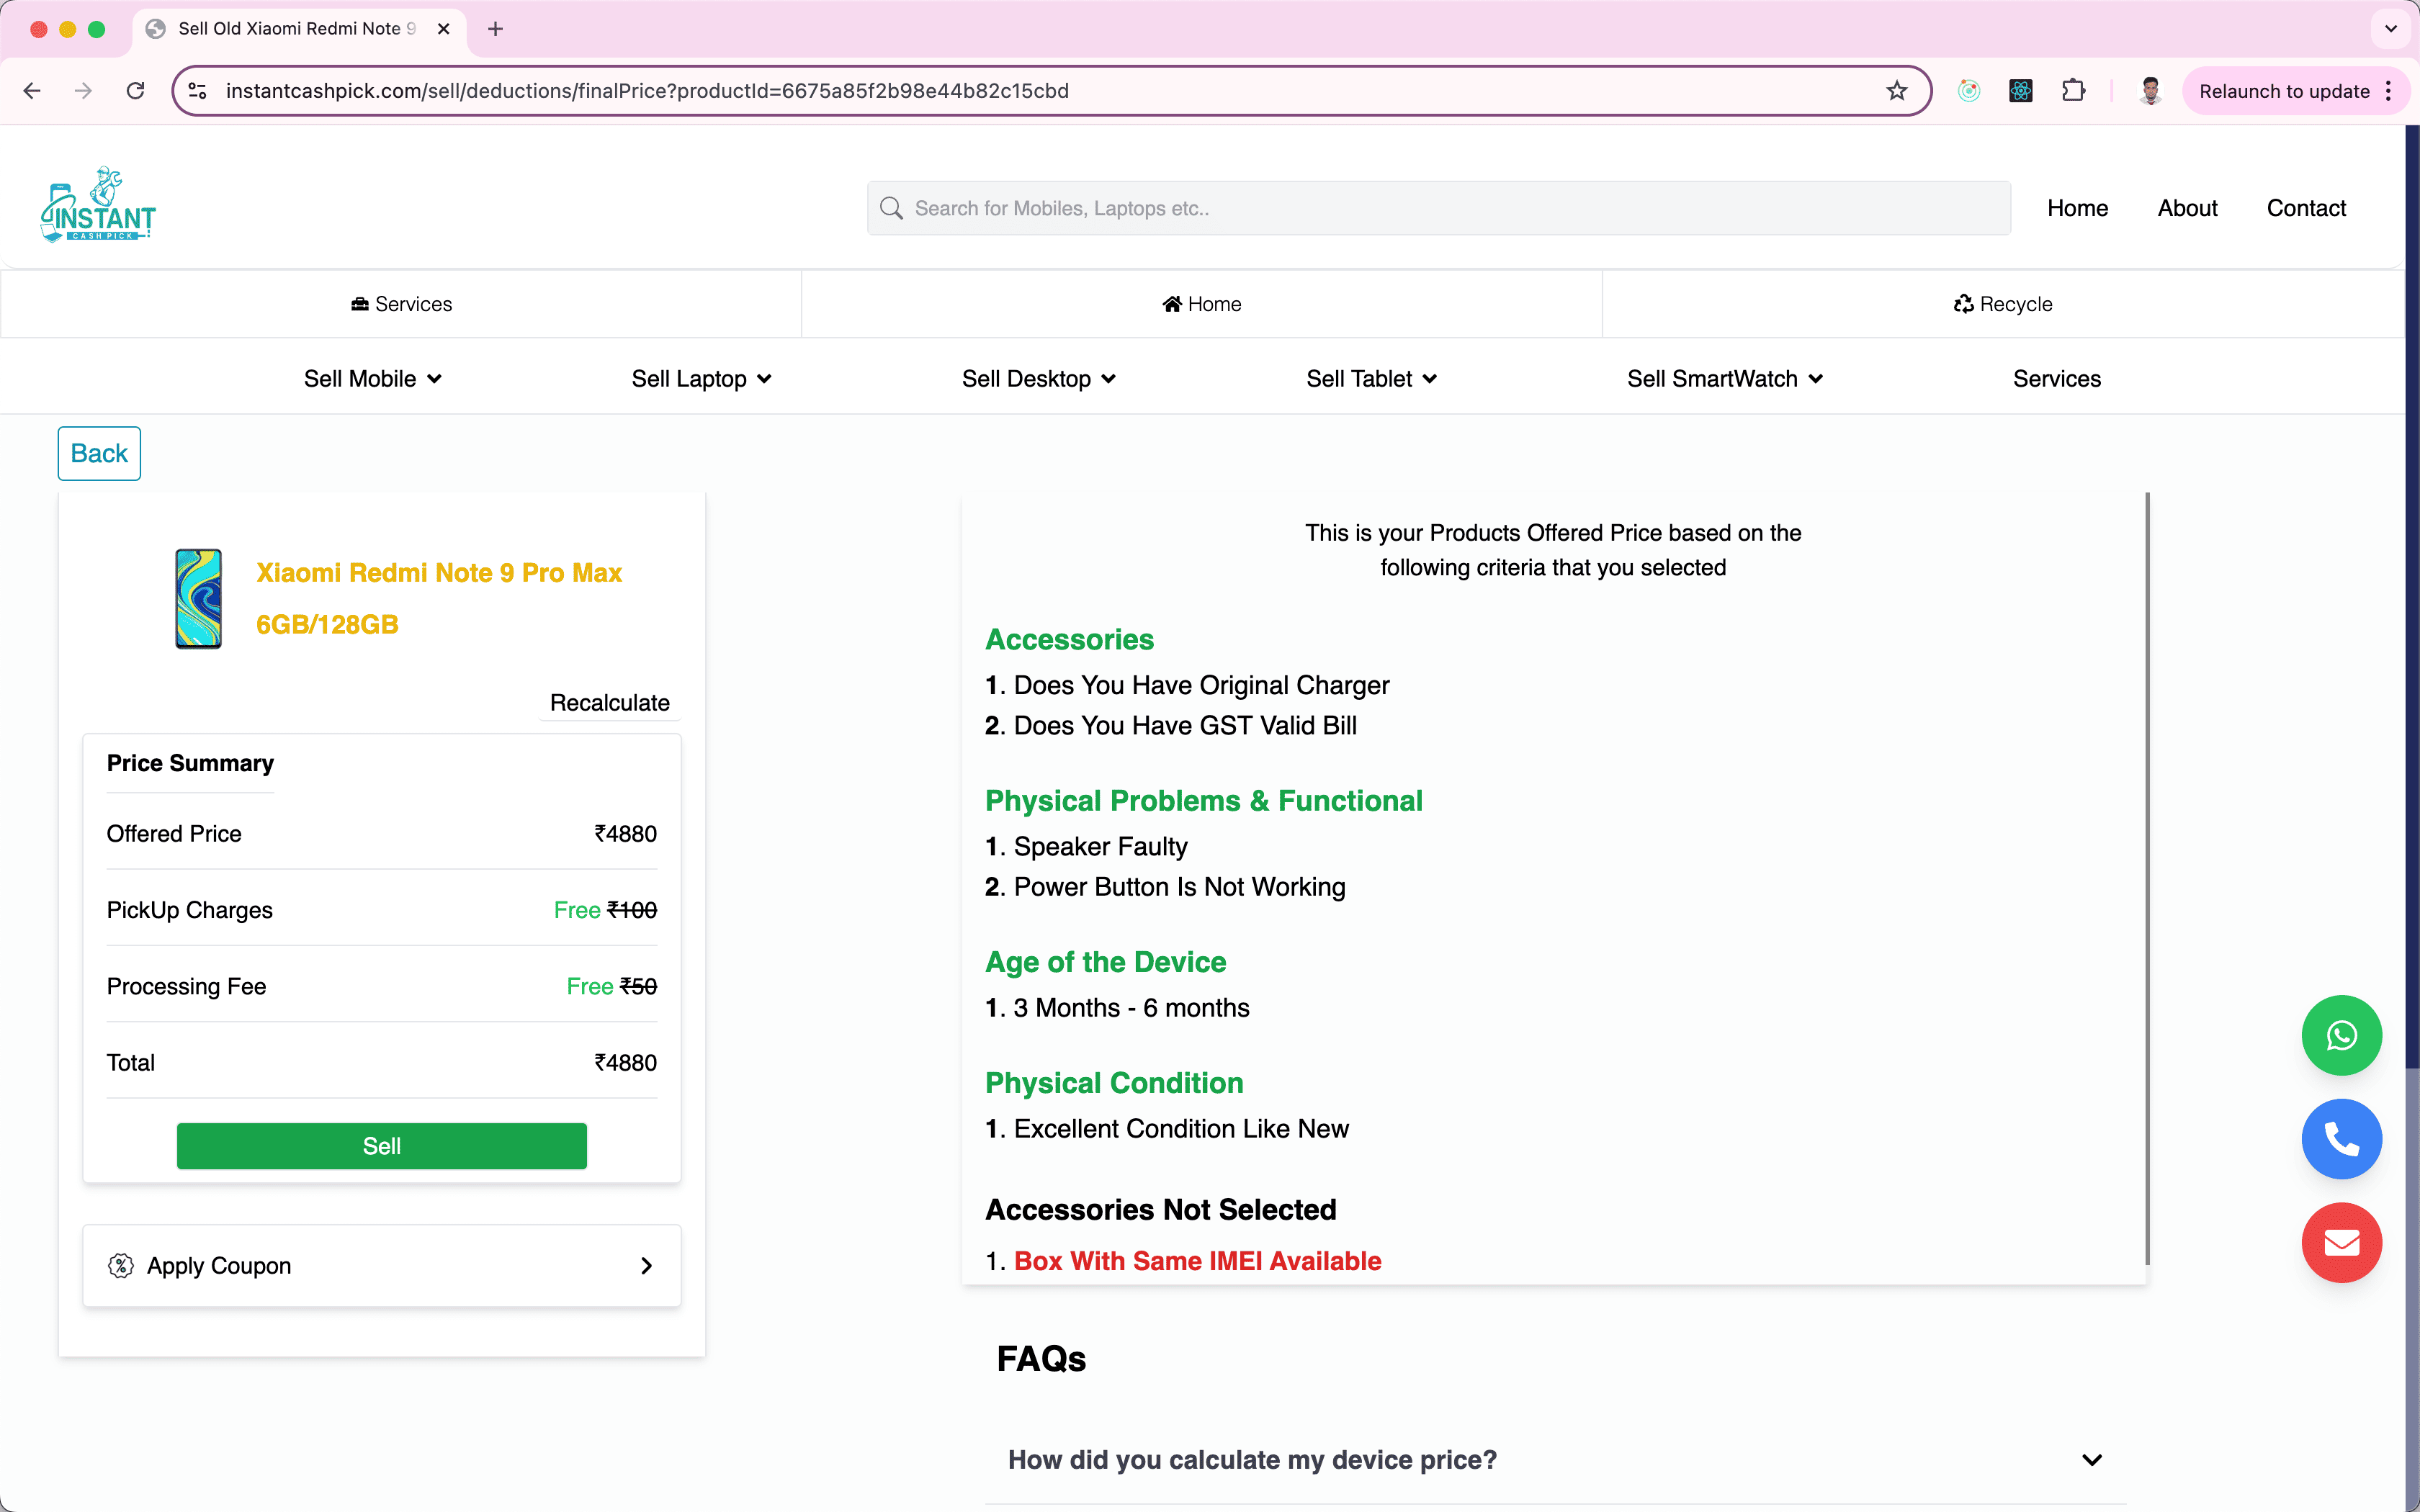 Sell Old Xiaomi Redmi Note 9
instantcashpick.com/sell/deductions/finalPrice?productId=6675a85f2b98e44b82c15cbd
Relaunch to update
INSTANT
CASH PICK
Search for Mobiles, Laptops etc..
Home
About
Contact
Services
Home
Recycle
Sell Mobile
Sell Laptop
Sell Desktop
Sell Tablet
Sell SmartWatch
Services
Back
Xiaomi Redmi Note 9 Pro Max
6GB/128GB
Recalculate
Price Summary
Offered Price ₹4880
PickUp Charges Free ₹100
Processing Fee Free ₹50
Total ₹4880
Sell
Apply Coupon
This is your Products Offered Price based on the
following criteria that you selected
Accessories
1. Does You Have Original Charger
2. Does You Have GST Valid Bill
Physical Problems & Functional
1. Speaker Faulty
2. Power Button Is Not Working
Age of the Device
1. 3 Months - 6 months
Physical Condition
1. Excellent Condition Like New
Accessories Not Selected
1. Box With Same IMEI Available
FAQs
How did you calculate my device price?